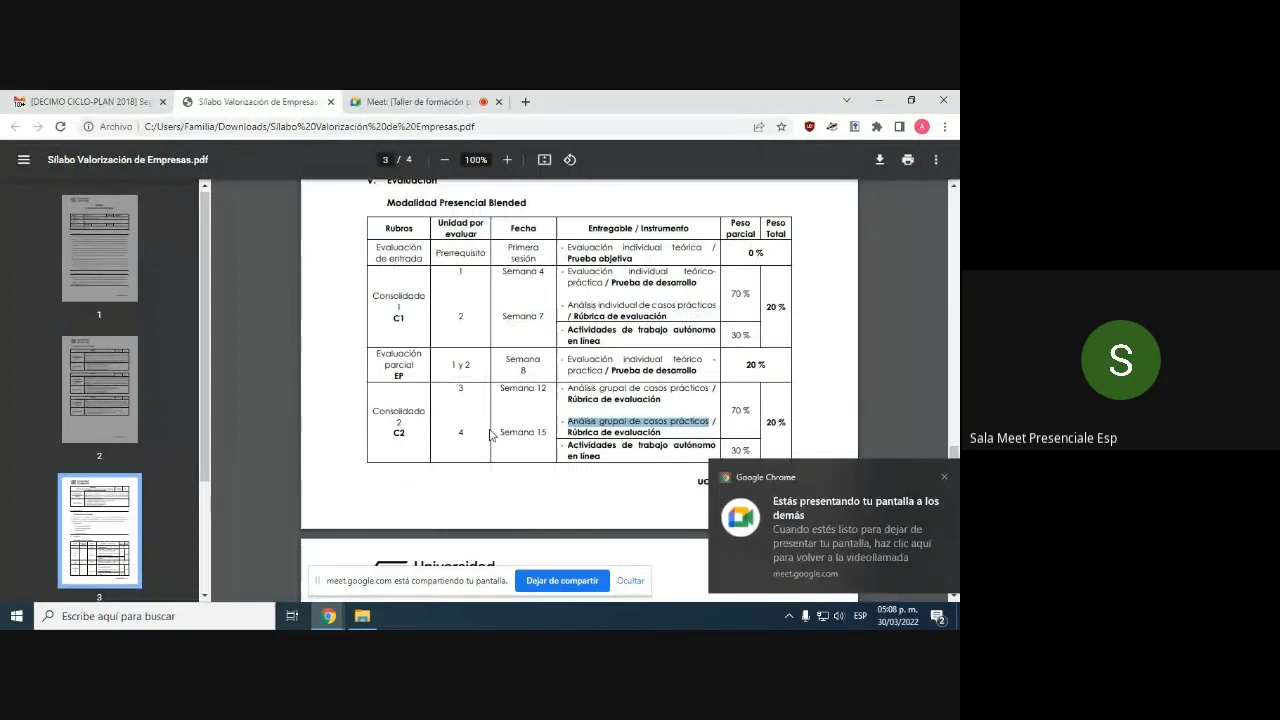 [DECIMO CICLO-PLAN 2018] Seg
Sílabo Valorización de Empresas
Meet: [Taller de formación p
Archivo
C:/Users/Familia/Downloads/Sílabo%20Valorización%20de%20Empresas.pdf
A
Sílabo Valorización de Empresas.pdf
3 / 4
100%
1
2
3
V. Evaluación
Modalidad Presencial Blended
Rubros
Unidad por evaluar
Fecha
Entregable / Instrumento
Peso parcial
Peso Total
Evaluación de entrada
Prerrequisito
Primera sesión
- Evaluación individual teórica /
Prueba objetiva
0 %
Consolidado
1
C1
1
Semana 4
- Evaluación individual teórico-
práctica / Prueba de desarrollo
2
Semana 7
- Análisis individual de casos prácticos
/ Rúbrica de evaluación
70 %
- Actividades de trabajo autónomo
en línea
30 %
20 %
Evaluación
parcial
EP
1 y 2
Semana
8
- Evaluación individual teórico -
practica / Prueba de desarrollo
20 %
Consolidado
2
C2
3
Semana 12
- Análisis grupal de casos prácticos /
Rúbrica de evaluación
4
Semana 15
- Análisis grupal de casos prácticos /
Rúbrica de evaluación
70 %
- Actividades de trabajo autónomo
en línea
30 %
20 %
UC
Universidad
Google Chrome
Estás presentando tu pantalla a los
demás
Cuando estés listo para dejar de
presentar tu pantalla, haz clic aquí
para volver a la videollamada
meet.google.com
meet.google.com está compartiendo tu pantalla.
Dejar de compartir
Ocultar
Escribe aquí para buscar
ESP
05:08 p. m.
30/03/2022
2
S
Sala Meet Presenciale Esp